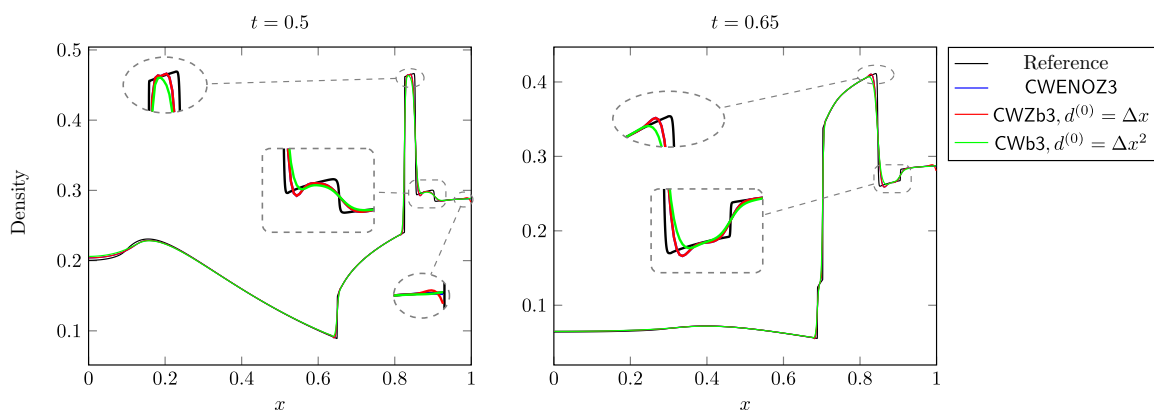 t = 0.5
t = 0.65
Density
0.5
0.4
0.3
0.2
0.1
0 0.2 0.4 0.6 0.8 1
x
0.4
0.3
0.2
0.1
0 0.2 0.4 0.6 0.8 1
x
Reference
CWENOZ3
CWZb3, d⁽⁰⁾ = Δx
CWb3, d⁽⁰⁾ = Δx²